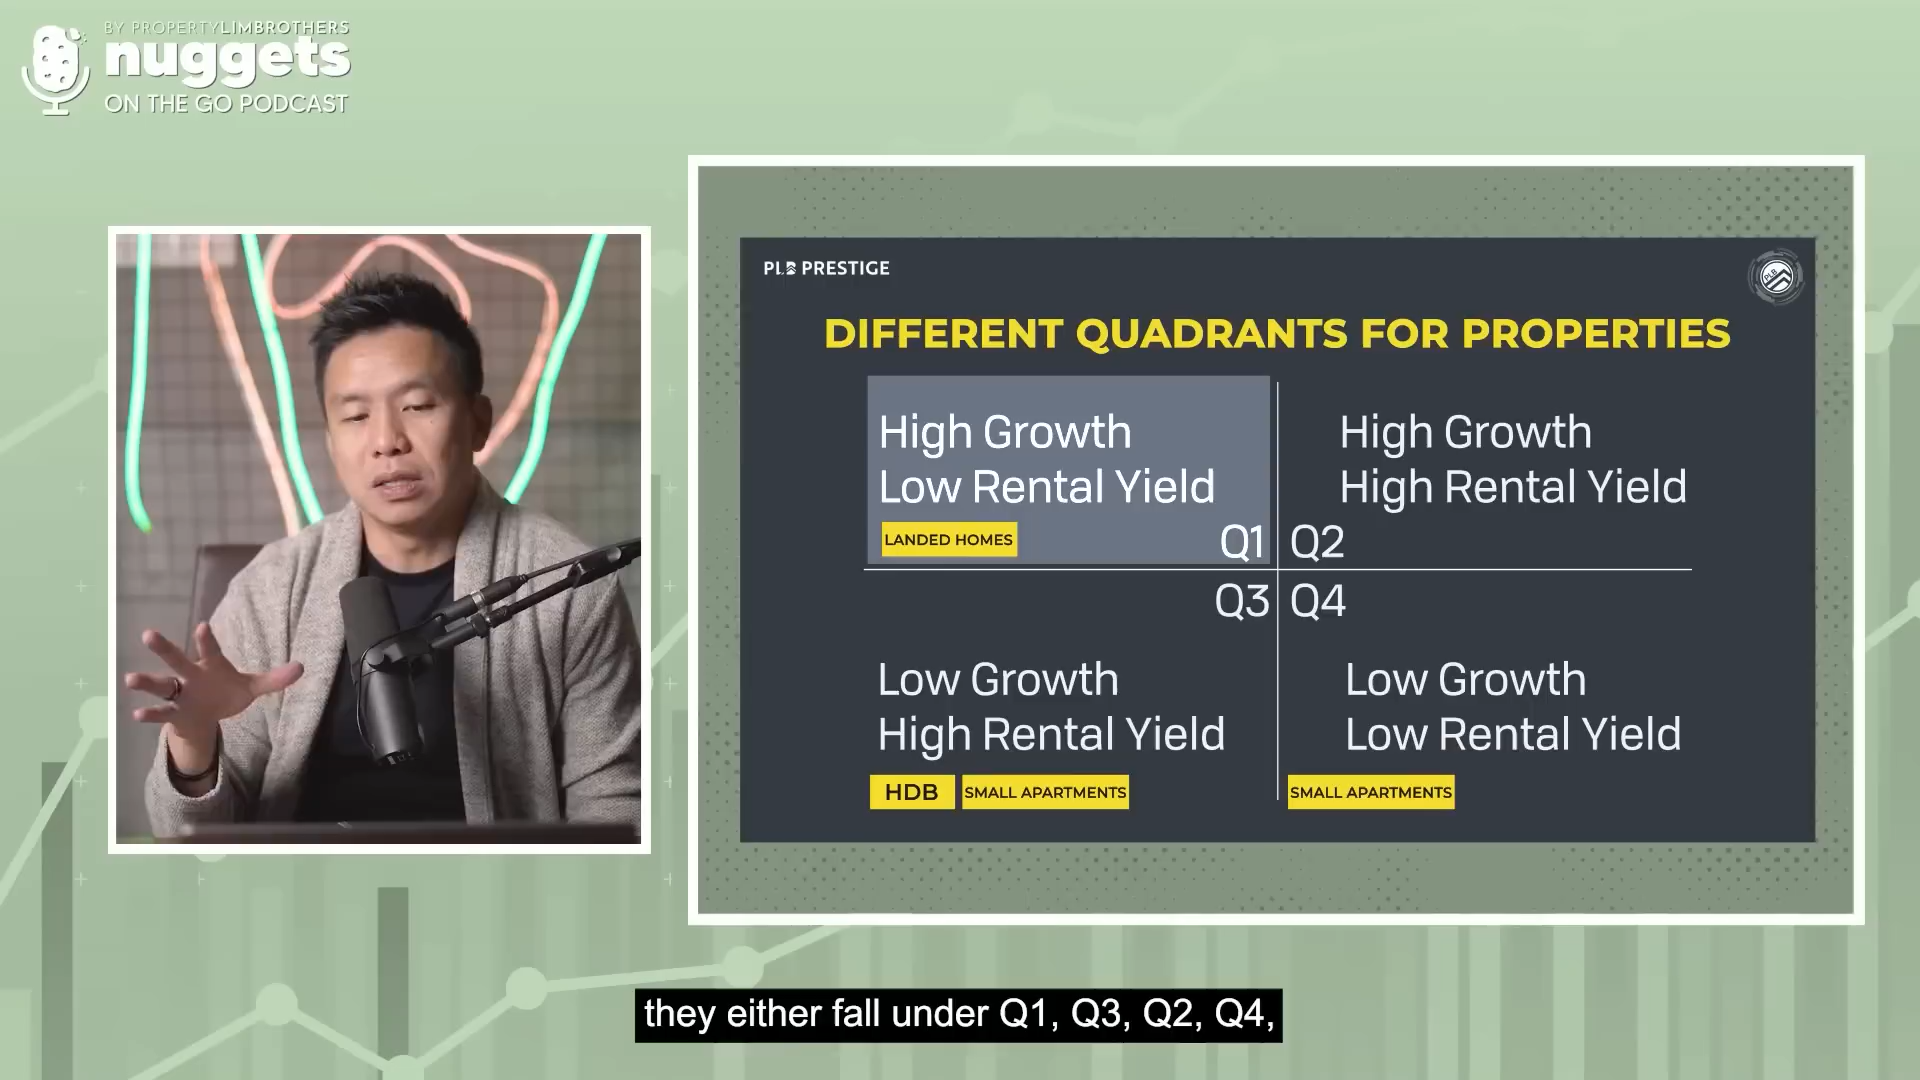 BY PROPERTYLIMBROTHERS
nuggets
ON THE GO PODCAST
PLB PRESTIGE
PLB
DIFFERENT QUADRANTS FOR PROPERTIES
High Growth
Low Rental Yield
LANDED HOMES
Q1
High Growth
High Rental Yield
Q2
Q3
Low Growth
High Rental Yield
HDB
SMALL APARTMENTS
Q4
Low Growth
Low Rental Yield
SMALL APARTMENTS
they either fall under Q1, Q3, Q2, Q4,